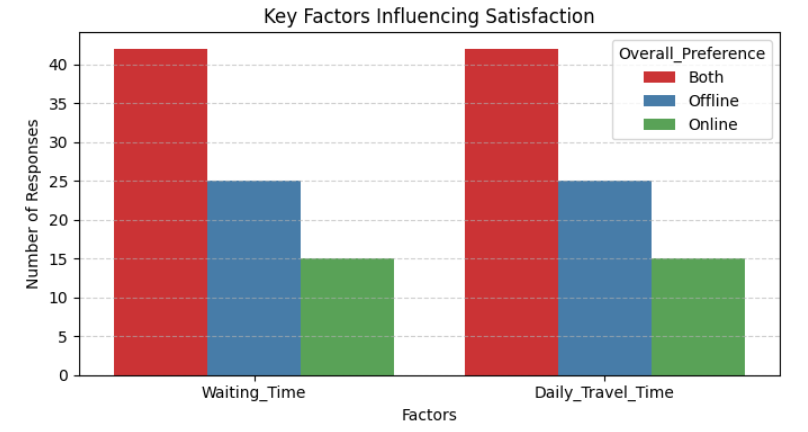 Key Factors Influencing Satisfaction
Overall_Preference
Both
Offline
Online
Number of Responses
40
35
30
25
20
15
10
5
0
Waiting_Time
Daily_Travel_Time
Factors